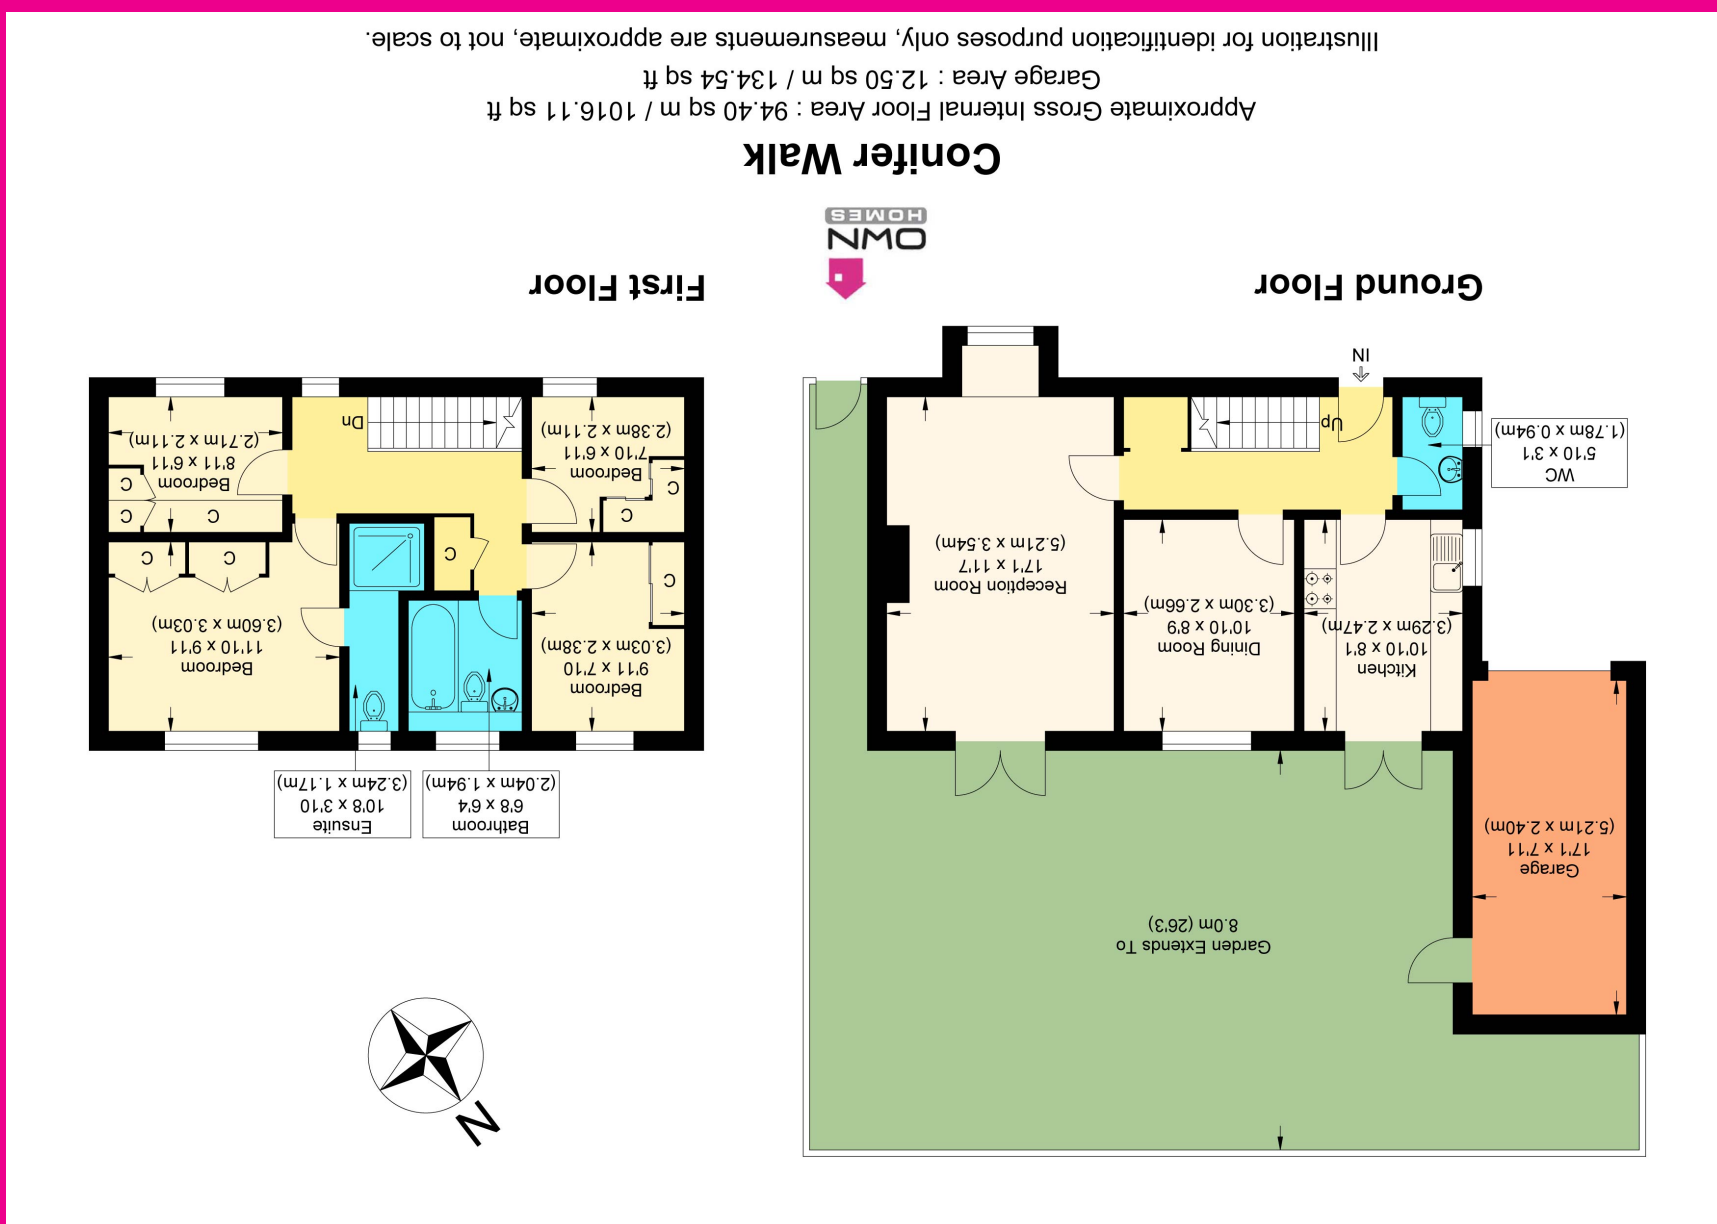 N
Garden Extends To
8.0m (26'3)
Garage
17'1 x 7'11
(5.21m x 2.40m)
Kitchen
10'10 x 8'1
(3.29m x 2.47m)
Dining Room
10'10 x 8'9
(3.30m x 2.66m)
Reception Room
17'1 x 11'7
(5.21m x 3.54m)
WC
5'10 x 3'1
(1.78m x 0.94m)
Up
IN
Ground Floor
Bathroom
6'8 x 6'4
(2.04m x 1.94m)
Ensuite
10'8 x 3'10
(3.24m x 1.17m)
Bedroom
9'11 x 7'10
(3.03m x 2.38m)
Bedroom
11'10 x 9'11
(3.60m x 3.03m)
C
C
C
C
Bedroom
7'10 x 6'11
(2.38m x 2.11m)
C
C
Bedroom
8'11 x 6'11
(2.71m x 2.11m)
C
C
C
Dn
First Floor
OWN
HOMES
Conifer Walk
Approximate Gross Internal Floor Area : 94.40 sq m / 1016.11 sq ft
Garage Area : 12.50 sq m / 134.54 sq ft
Illustration for identification purposes only, measurements are approximate, not to scale.